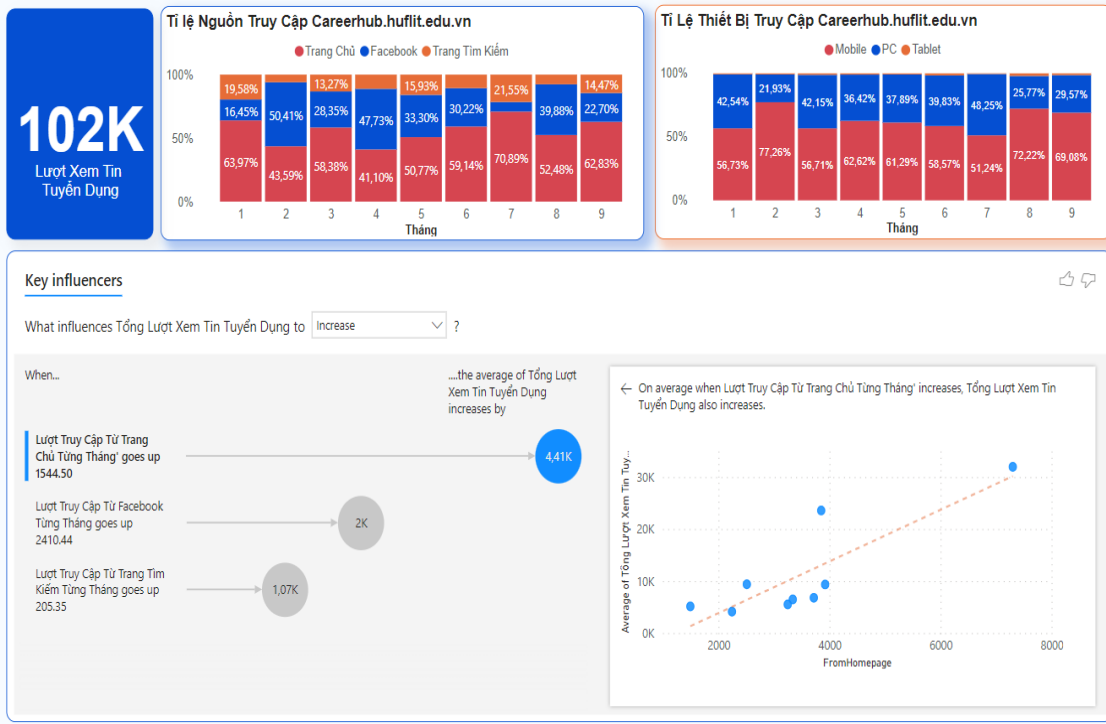 102K
Lượt Xem Tin
Tuyển Dụng
Tỉ lệ Nguồn Truy Cập Careerhub.huflit.edu.vn
Trang Chủ Facebook Trang Tìm Kiếm
100%
50%
0%
19,58% 13,27% 15,93% 21,55% 14,47%
16,45% 50,41% 28,35% 47,73% 33,30% 30,22% 39,88% 22,70%
63,97% 43,59% 58,38% 41,10% 50,77% 59,14% 70,89% 52,48% 62,83%
1 2 3 4 5 6 7 8 9
Tháng
Tỉ Lệ Thiết Bị Truy Cập Careerhub.huflit.edu.vn
Mobile PC Tablet
100%
50%
0%
42,54% 21,93% 42,15% 36,42% 37,89% 39,83% 48,25% 25,77% 29,57%
56,73% 77,26% 56,71% 62,62% 61,29% 58,57% 51,24% 72,22% 69,08%
1 2 3 4 5 6 7 8 9
Tháng
Key influencers
What influences Tổng Lượt Xem Tin Tuyển Dụng to Increase ?
When...
....the average of Tổng Lượt
Xem Tin Tuyển Dụng
increases by
Lượt Truy Cập Từ Trang
Chủ Từng Tháng' goes up
1544.50
4,41K
Lượt Truy Cập Từ Facebook
Từng Tháng goes up
2410.44
2K
Lượt Truy Cập Từ Trang Tìm
Kiếm Từng Tháng goes up
205.35
1,07K
On average when Lượt Truy Cập Từ Trang Chủ Từng Tháng' increases, Tổng Lượt Xem Tin
Tuyển Dụng also increases.
Average of Tổng Lượt Xem Tin Tuy...
30K
20K
10K
0K
2000 4000 6000 8000
FromHomepage